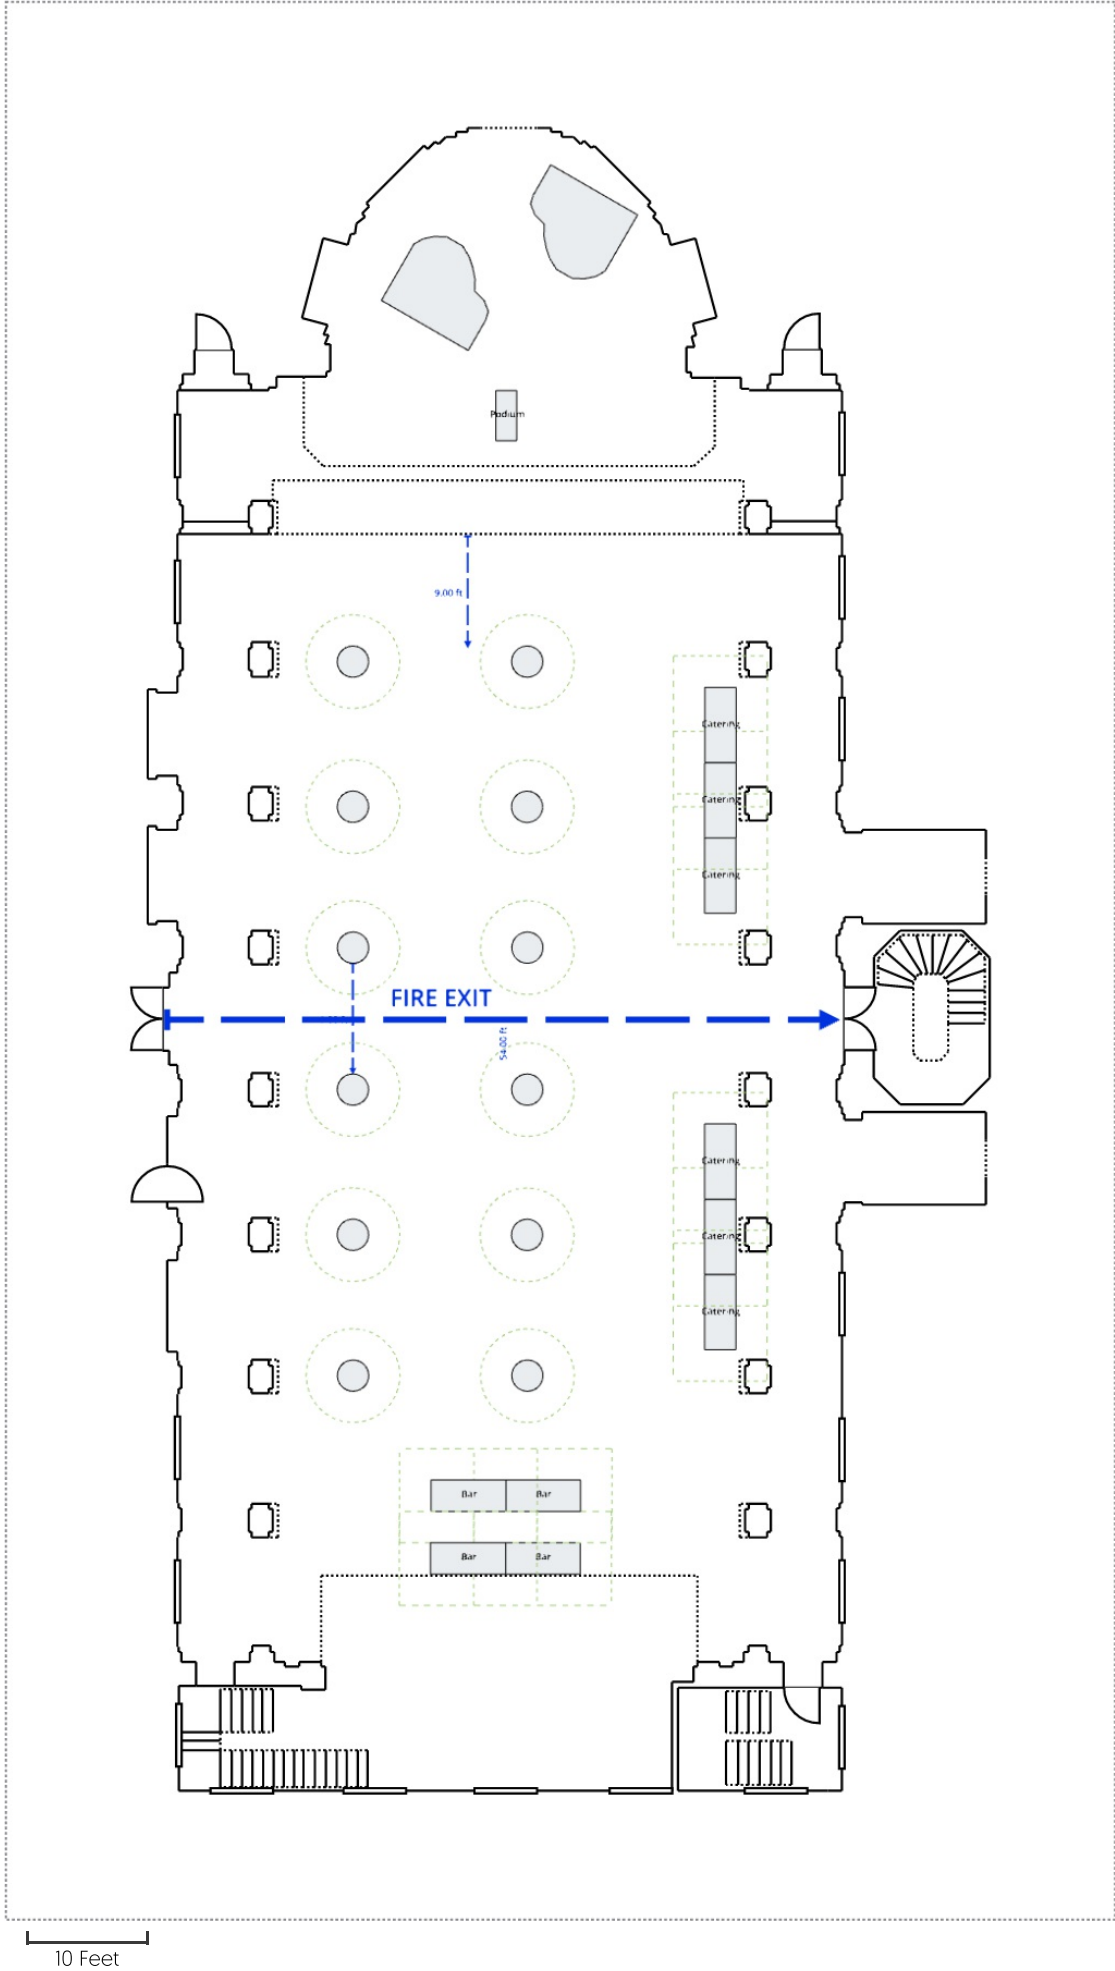 Podium
9.00 ft
Catering
Catering
Catering
FIRE EXIT
54.00 ft
Catering
Catering
Catering
Bar Bar
Bar Bar
10 Feet